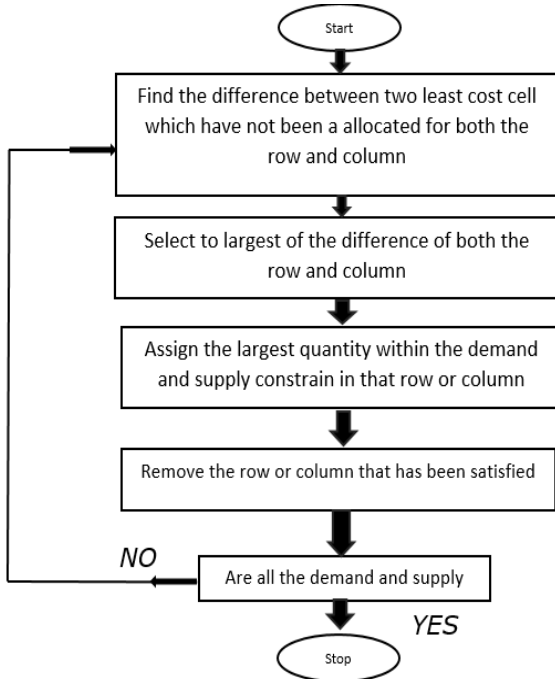 Start
Find the difference between two least cost cell
which have not been a allocated for both the
row and column
Select to largest of the difference of both the
row and column
Assign the largest quantity within the demand
and supply constrain in that row or column
Remove the row or column that has been satisfied
NO
Are all the demand and supply
YES
Stop